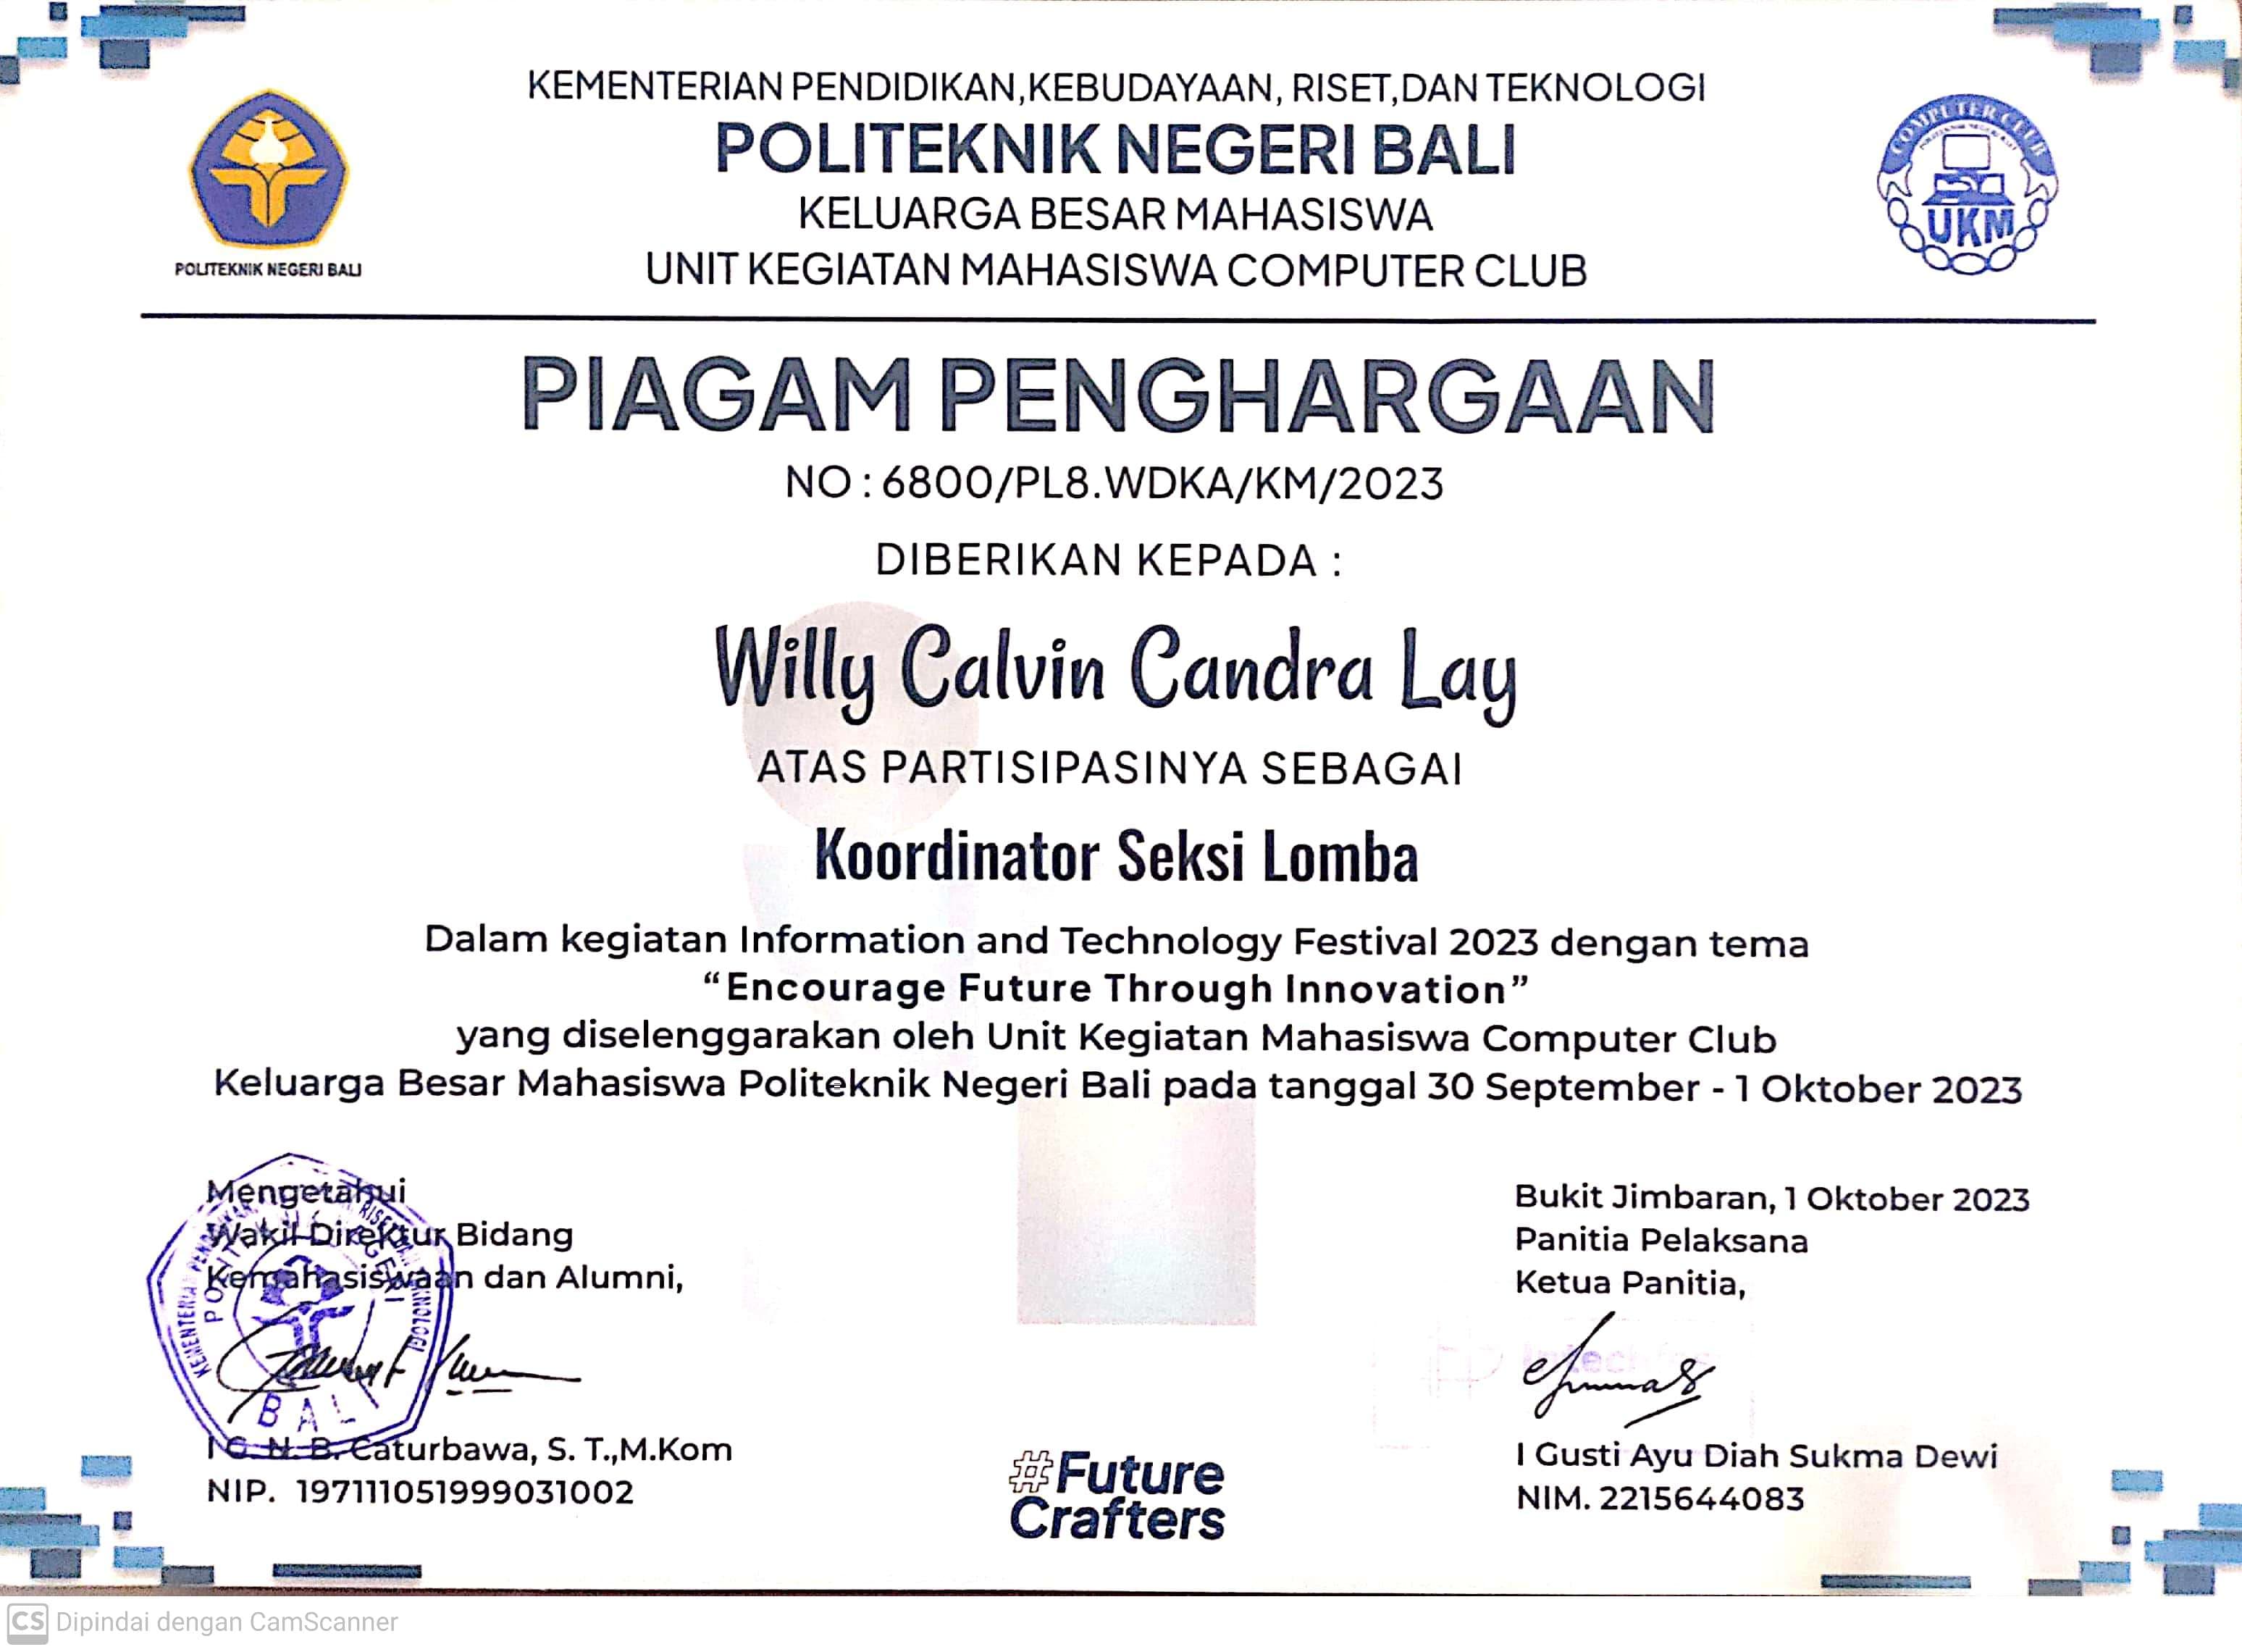 KEMENTERIAN PENDIDIKAN,KEBUDAYAAN, RISET,DAN TEKNOLOGI
POLITEKNIK NEGERI BALI
KELUARGA BESAR MAHASISWA
UNIT KEGIATAN MAHASISWA COMPUTER CLUB
POLITEKNIK NEGERI BALI
COMPUTER CLUB
UKM
PIAGAM PENGHARGAAN
NO : 6800/PL8.WDKA/KM/2023
DIBERIKAN KEPADA :
Willy Calvin Candra Lay
ATAS PARTISIPASINYA SEBAGAI
Koordinator Seksi Lomba
Dalam kegiatan Information and Technology Festival 2023 dengan tema
“Encourage Future Through Innovation”
yang diselenggarakan oleh Unit Kegiatan Mahasiswa Computer Club
Keluarga Besar Mahasiswa Politeknik Negeri Bali pada tanggal 30 September - 1 Oktober 2023
Mengetahui
Wakil Direktur Bidang
Kemahasiswaan dan Alumni,
POLITEKNIK NEGERI
BALI
I G. N. B. Caturbawa, S. T.,M.Kom
NIP. 197111051999031002
Bukit Jimbaran, 1 Oktober 2023
Panitia Pelaksana
Ketua Panitia,
I Gusti Ayu Diah Sukma Dewi
NIM. 2215644083
#Future
Crafters
CS Dipindai dengan CamScanner